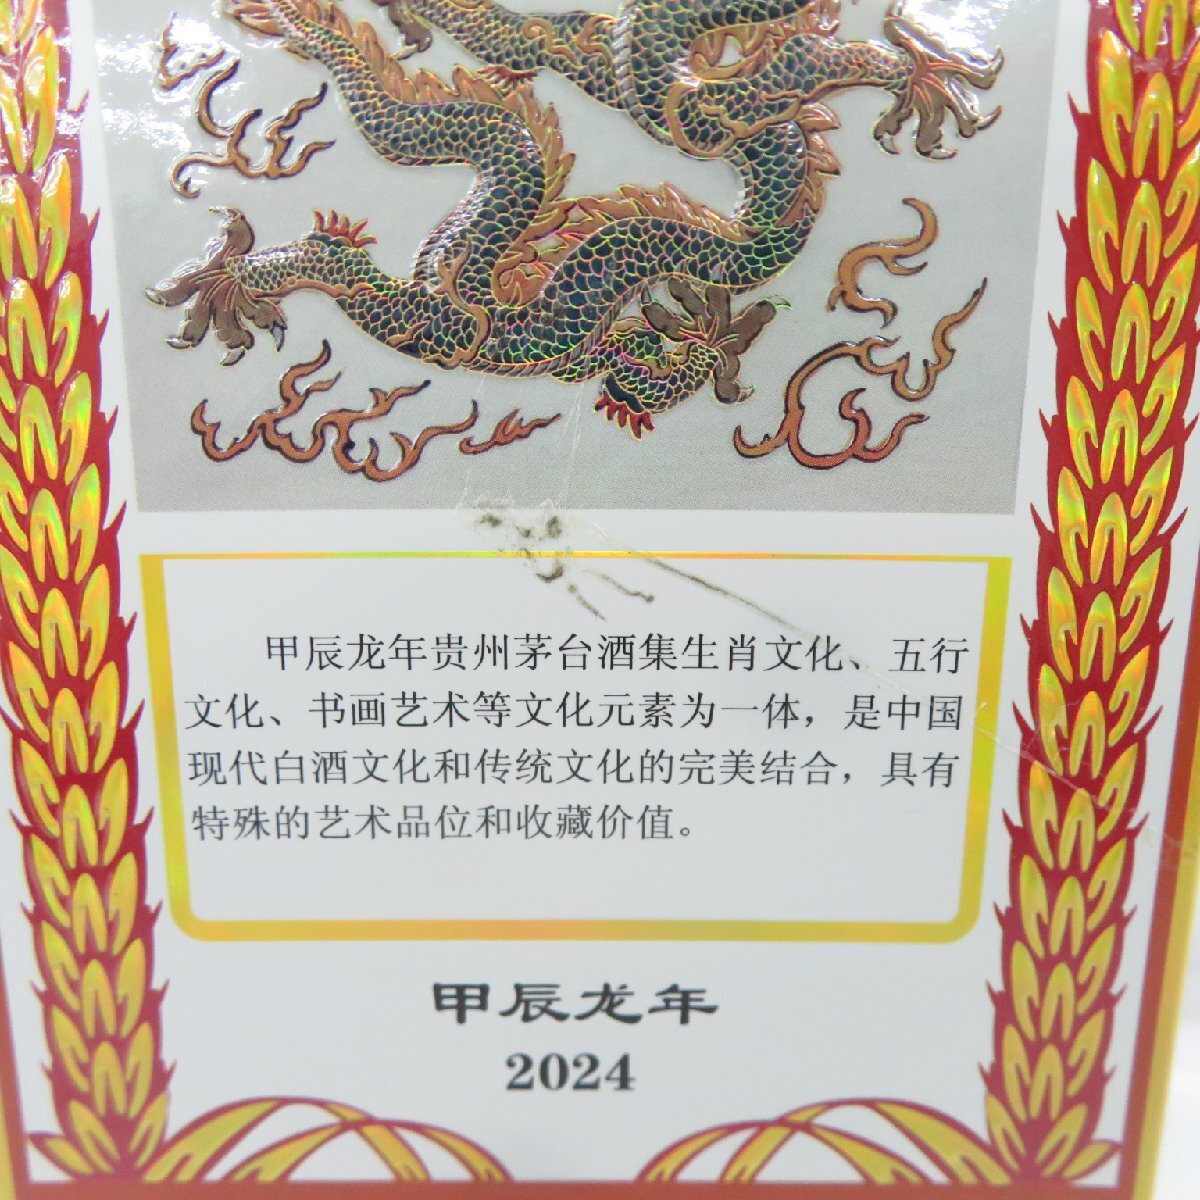 甲辰龙年贵州茅台酒集生肖文化、五行
文化、书画艺术等文化元素为一体，是中国
现代白酒文化和传统文化的完美结合，具有
特殊的艺术品位和收藏价值。
甲辰龙年
2024